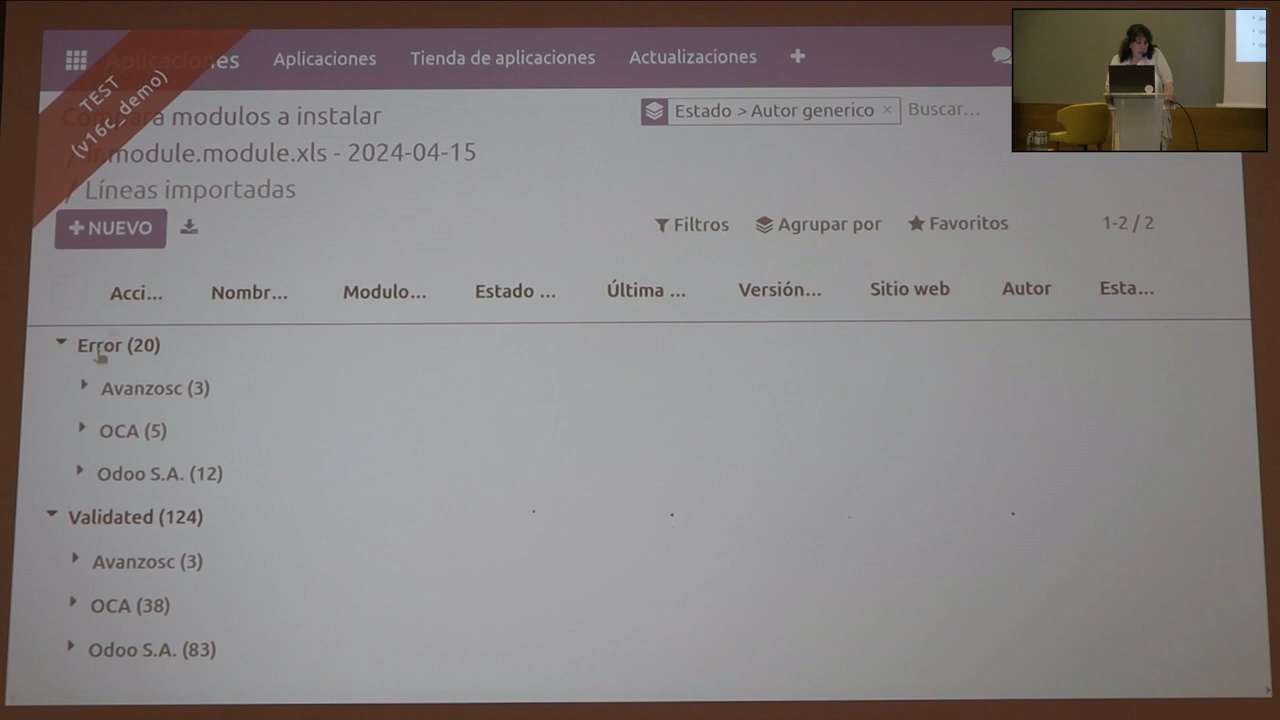 Aplicaciones Aplicaciones Tienda de aplicaciones Actualizaciones +
TEST
(v16c_demo)
Compara modulos a instalar
/ ir.module.module.xls - 2024-04-15
/ Líneas importadas
Estado > Autor generico × Buscar...
+ NUEVO
Filtros Agrupar por Favoritos 1-2 / 2
Acci... Nombr... Modulo... Estado ... Última ... Versión... Sitio web Autor Esta...
Error (20)
Avanzosc (3)
OCA (5)
Odoo S.A. (12)
Validated (124)
Avanzosc (3)
OCA (38)
Odoo S.A. (83)